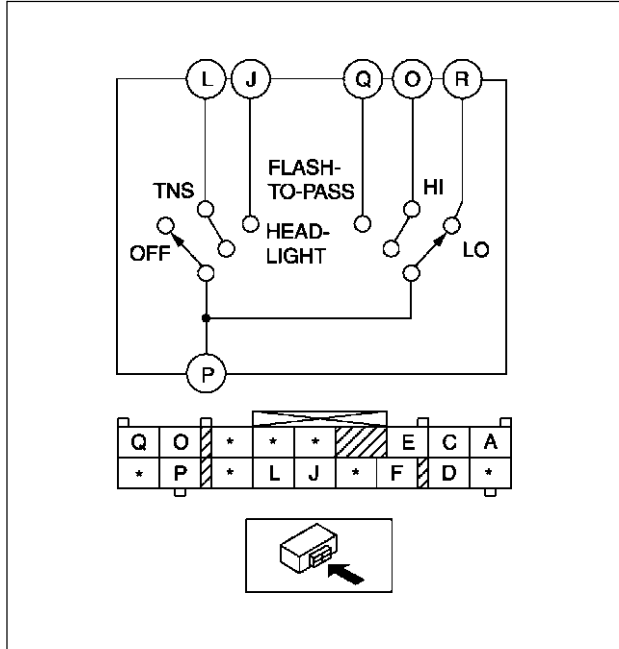 L J Q O R
FLASH-
TO-PASS
TNS
HI
HEAD-
LIGHT
OFF
LO
P
Q O * * * E C A
* P * L J * F D *